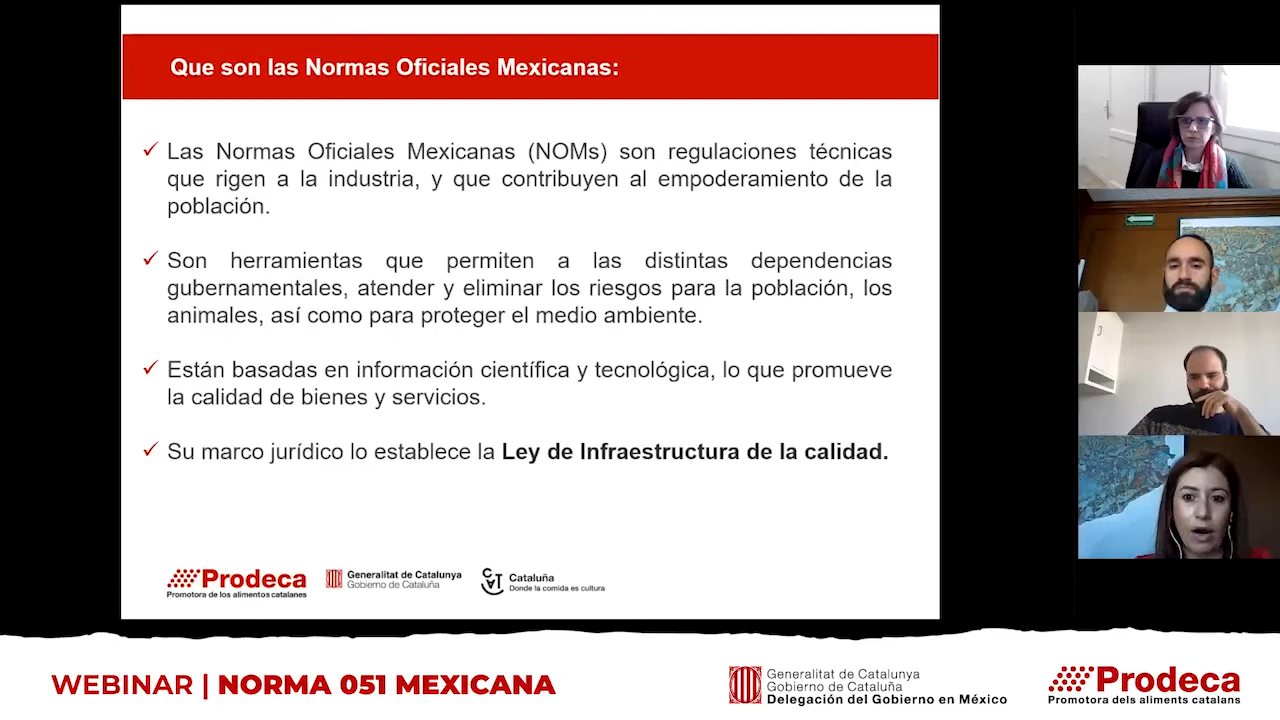 Que son las Normas Oficiales Mexicanas:
Las Normas Oficiales Mexicanas (NOMs) son regulaciones técnicas
que rigen a la industria, y que contribuyen al empoderamiento de la
población.
Son herramientas que permiten a las distintas dependencias
gubernamentales, atender y eliminar los riesgos para la población, los
animales, así como para proteger el medio ambiente.
Están basadas en información científica y tecnológica, lo que promueve
la calidad de bienes y servicios.
Su marco jurídico lo establece la Ley de Infraestructura de la calidad.
Prodeca
Promotora de los alimentos catalanes
Generalitat de Catalunya
Gobierno de Cataluña
CAT
Cataluña
Donde la comida es cultura
WEBINAR | NORMA 051 MEXICANA
Generalitat de Catalunya
Gobierno de Cataluña
Delegación del Gobierno en México
Prodeca
Promotora dels aliments catalans